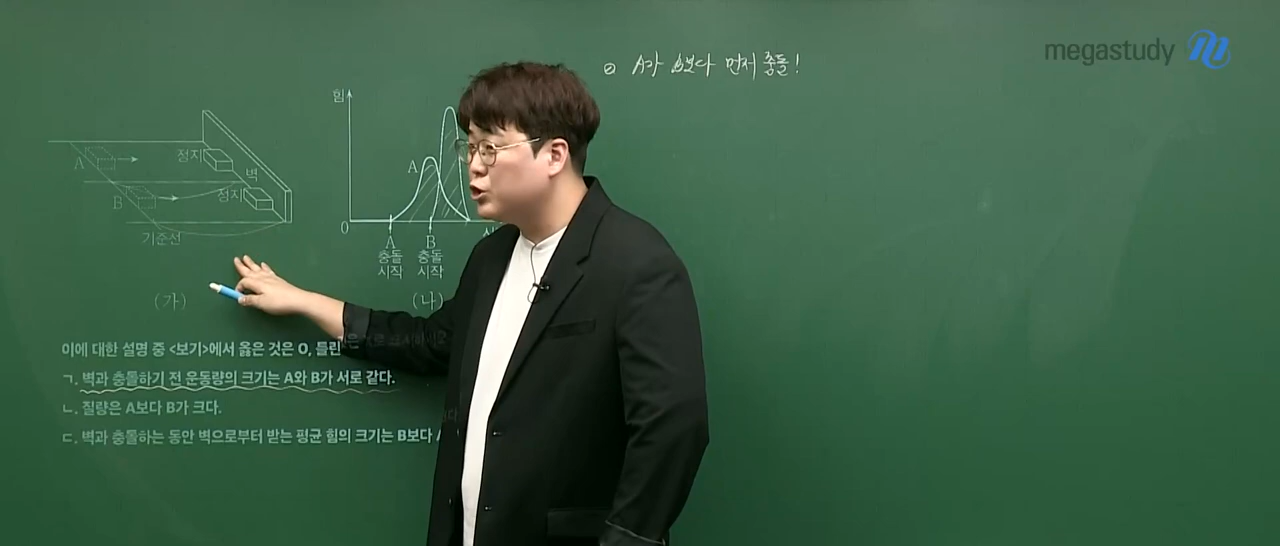 megastudy
A가 B보다 먼저 충돌!
힘
A
정지
벽
B
정지
기준선
(가)
A
0
A
충돌
시작
B
충돌
시작
(나)
이에 대한 설명 중 <보기>에서 옳은 것은 O, 틀린
ㄱ. 벽과 충돌하기 전 운동량의 크기는 A와 B가 서로 같다.
ㄴ. 질량은 A보다 B가 크다.
ㄷ. 벽과 충돌하는 동안 벽으로부터 받는 평균 힘의 크기는 B보다